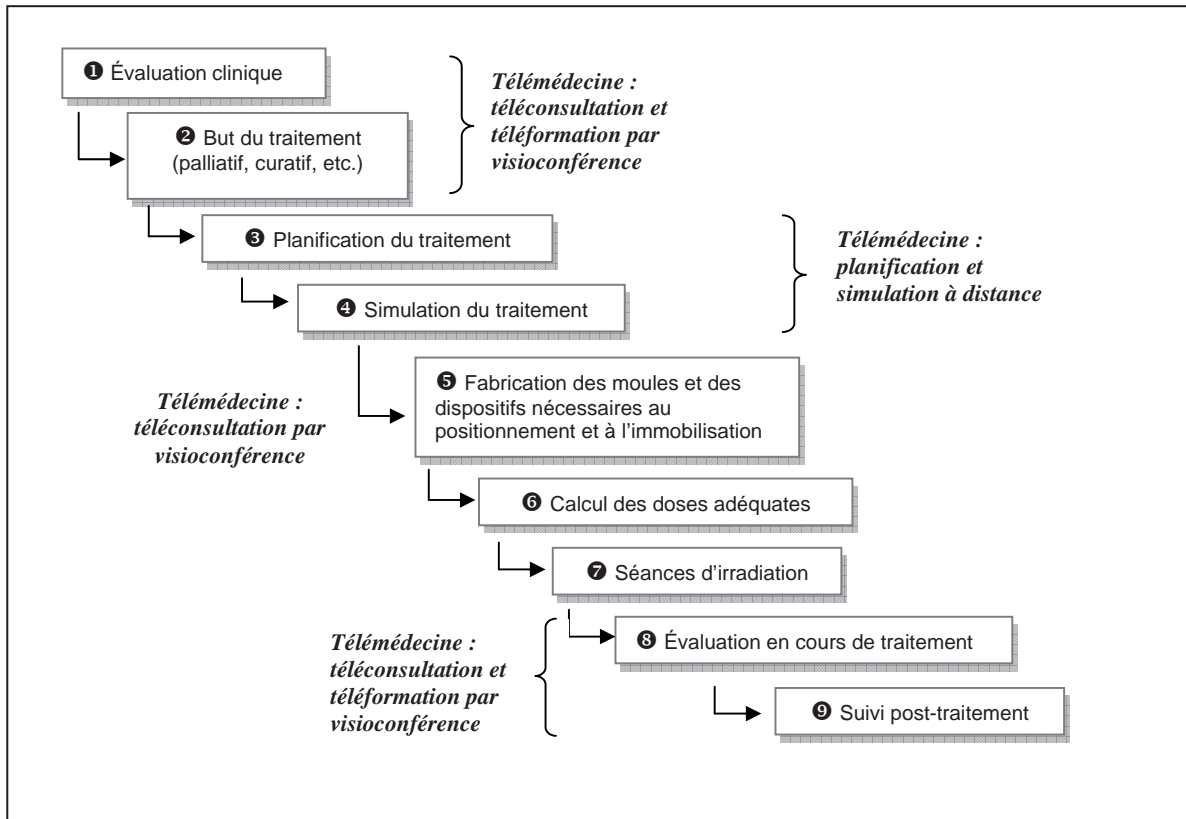 ❶ Évaluation clinique
Télémédecine :
téléconsultation et
téléformation par
visioconférence
❷ But du traitement
(palliatif, curatif, etc.)
❸ Planification du traitement
Télémédecine :
planification et
simulation à distance
❹ Simulation du traitement
❺ Fabrication des moules et des
dispositifs nécessaires au
positionnement et à l’immobilisation
Télémédecine :
téléconsultation par
visioconférence
❻ Calcul des doses adéquates
❼ Séances d’irradiation
❽ Évaluation en cours de traitement
Télémédecine :
téléconsultation et
téléformation par
visioconférence
❾ Suivi post-traitement